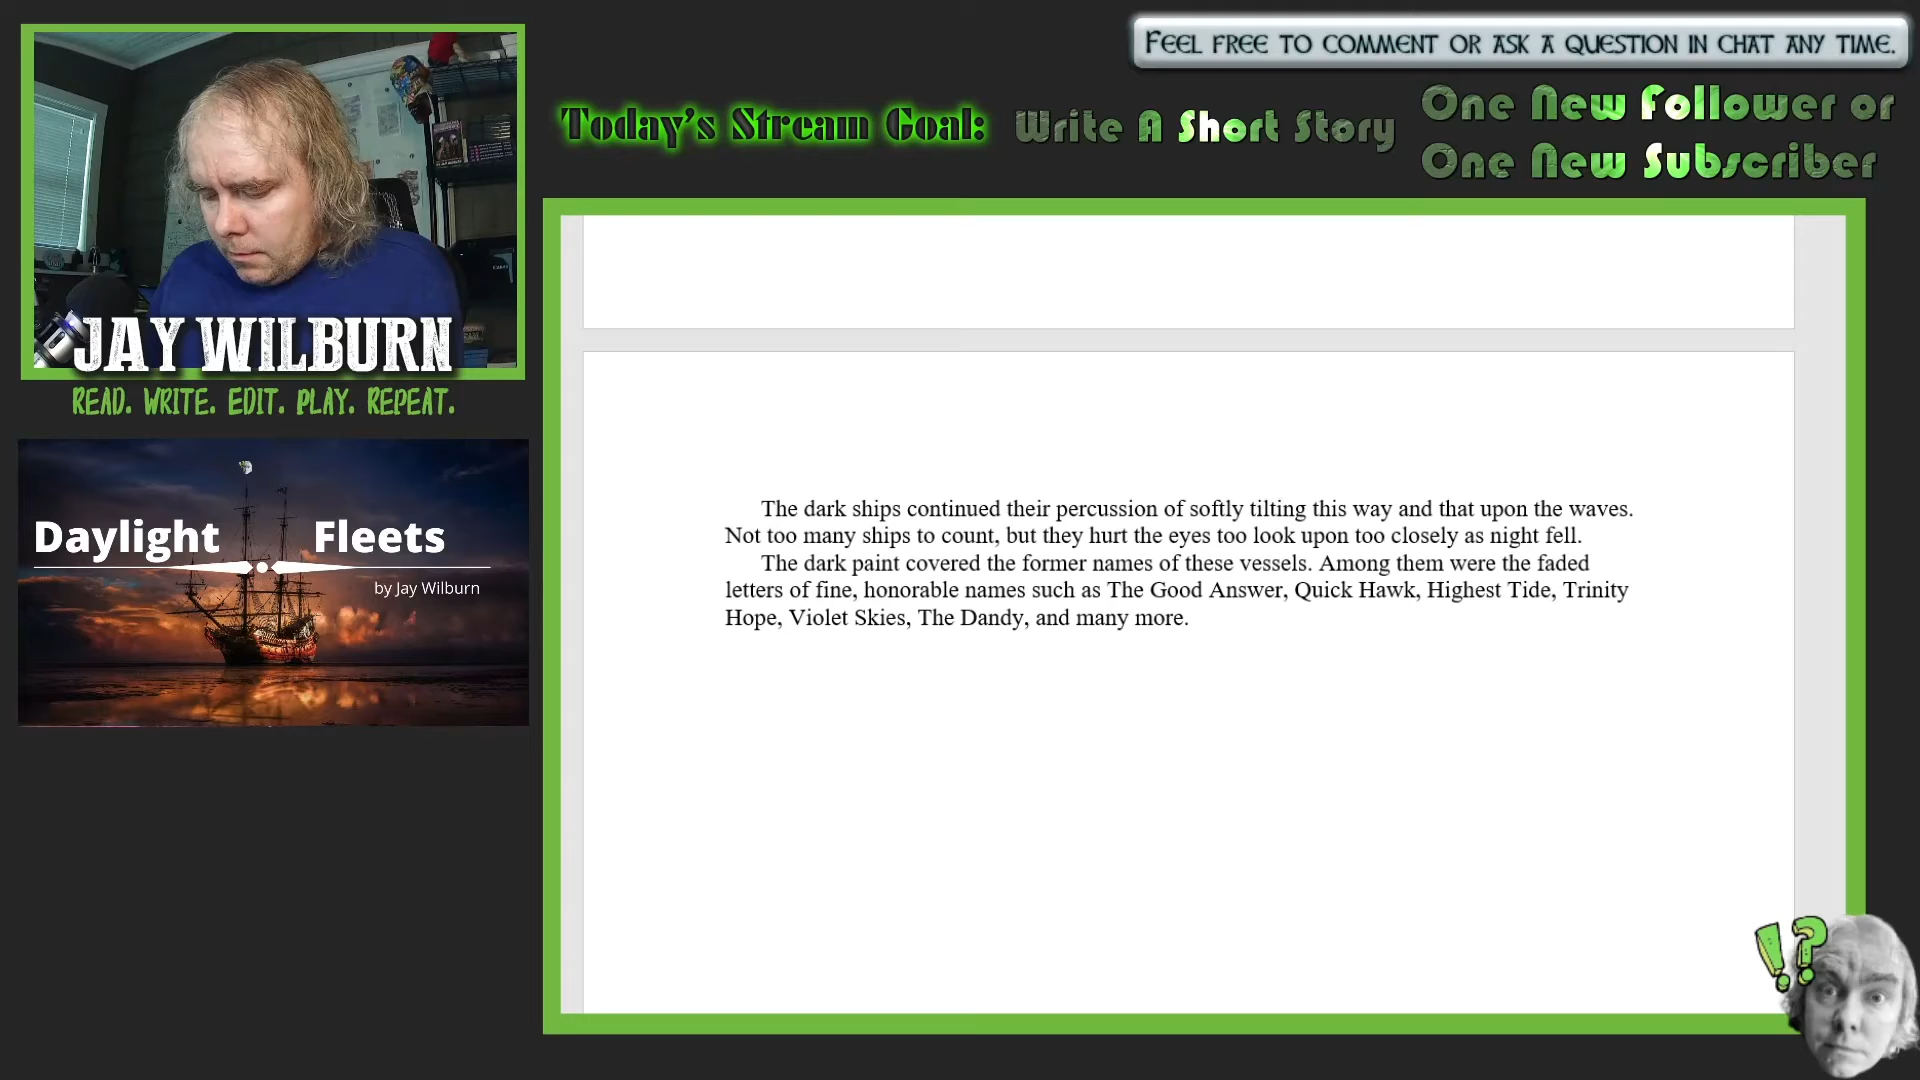 FEEL FREE TO COMMENT OR ASK A QUESTION IN CHAT ANY TIME.
Today's Stream Goal:
Write A Short Story
One New Follower or
One New Subscriber
JAY WILBURN
READ. WRITE. EDIT. PLAY. REPEAT.
Daylight Fleets
by Jay Wilburn
The dark ships continued their percussion of softly tilting this way and that upon the waves.
Not too many ships to count, but they hurt the eyes too look upon too closely as night fell.
The dark paint covered the former names of these vessels. Among them were the faded
letters of fine, honorable names such as The Good Answer, Quick Hawk, Highest Tide, Trinity
Hope, Violet Skies, The Dandy, and many more.
!?